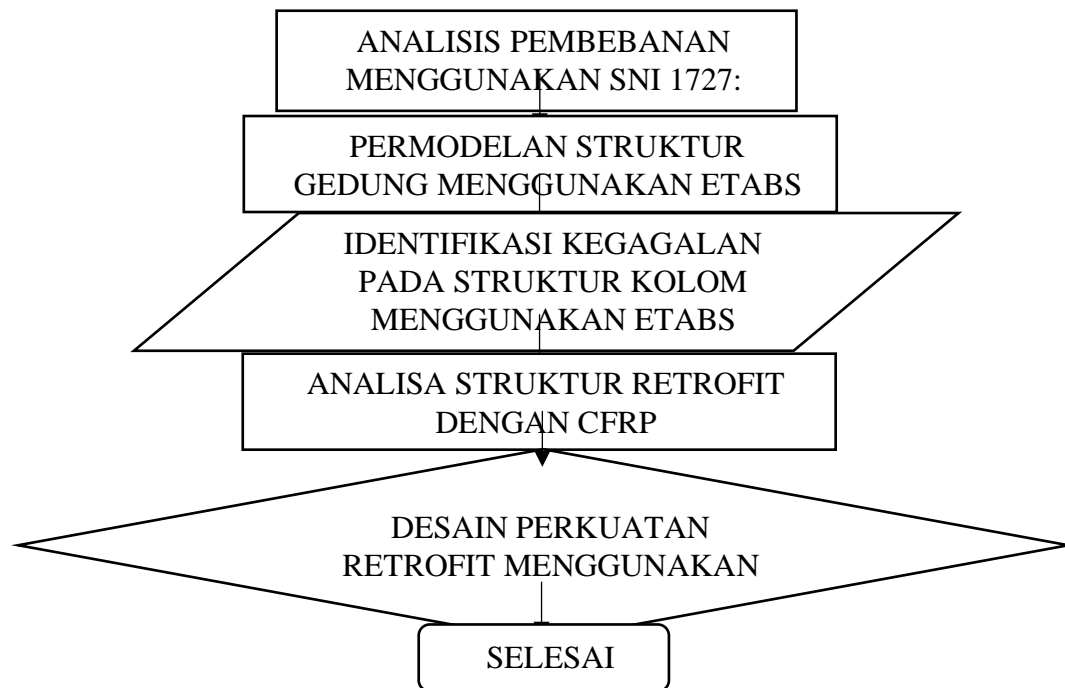 ANALISIS PEMBEBANAN
MENGGUNAKAN SNI 1727:
PERMODELAN STRUKTUR
GEDUNG MENGGUNAKAN ETABS
IDENTIFIKASI KEGAGALAN
PADA STRUKTUR KOLOM
MENGGUNAKAN ETABS
ANALISA STRUKTUR RETROFIT
DENGAN CFRP
DESAIN PERKUATAN
RETROFIT MENGGUNAKAN
SELESAI